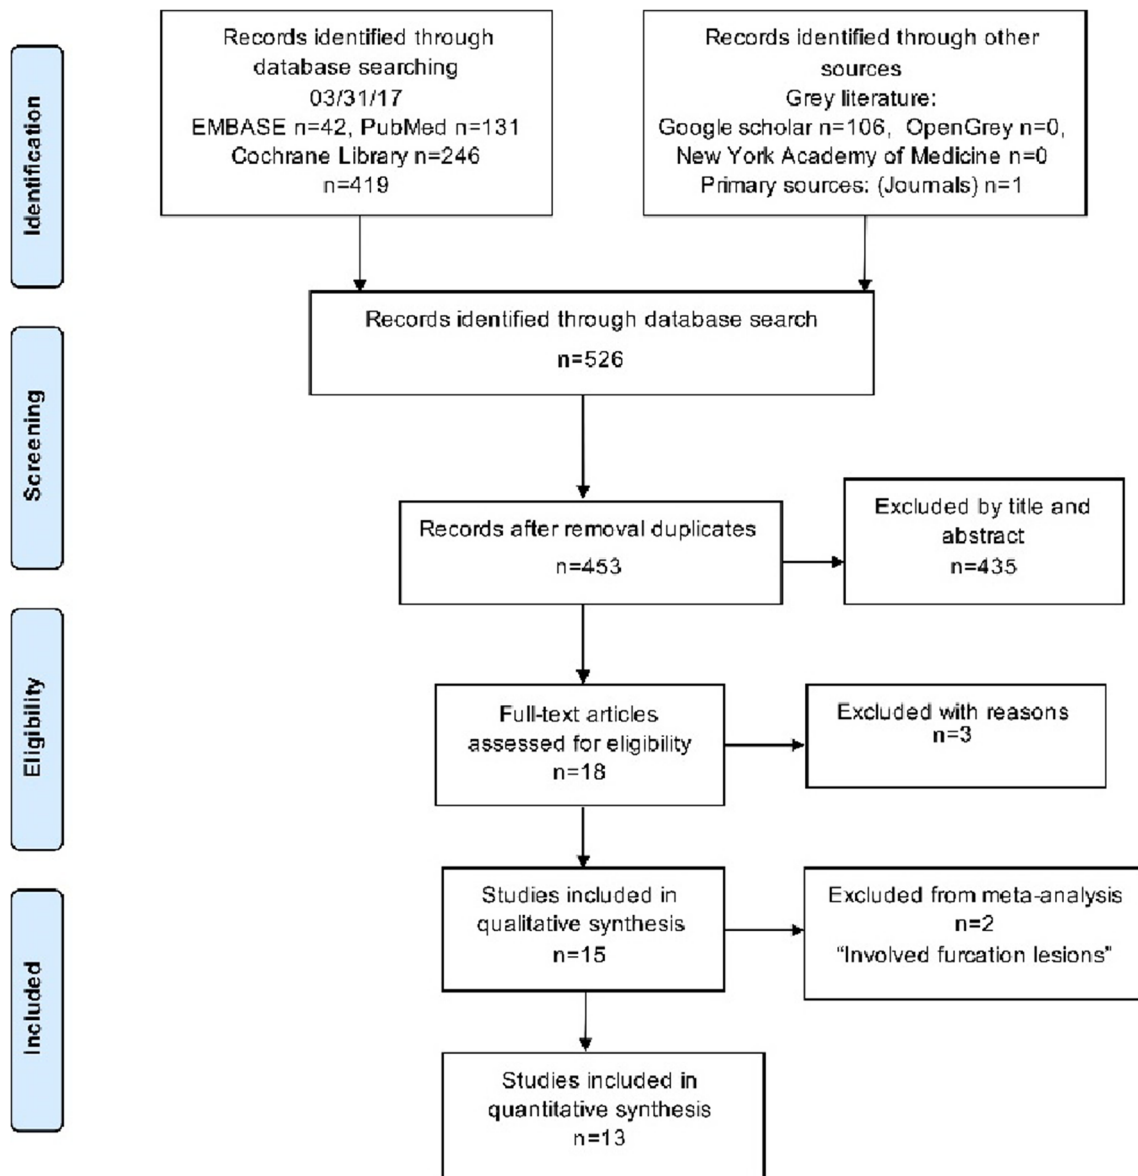 Identification
Records identified through
database searching
03/31/17
EMBASE n=42, PubMed n=131
Cochrane Library n=246
n=419
Records identified through other
sources
Grey literature:
Google scholar n=106, OpenGrey n=0,
New York Academy of Medicine n=0
Primary sources: (Journals) n=1
Screening
Records identified through database search
n=526
Records after removal duplicates
n=453
Excluded by title and
abstract
n=435
Eligibility
Full-text articles
assessed for eligibility
n=18
Excluded with reasons
n=3
Included
Studies included in
qualitative synthesis
n=15
Excluded from meta-analysis
n=2
“Involved furcation lesions”
Studies included in
quantitative synthesis
n=13